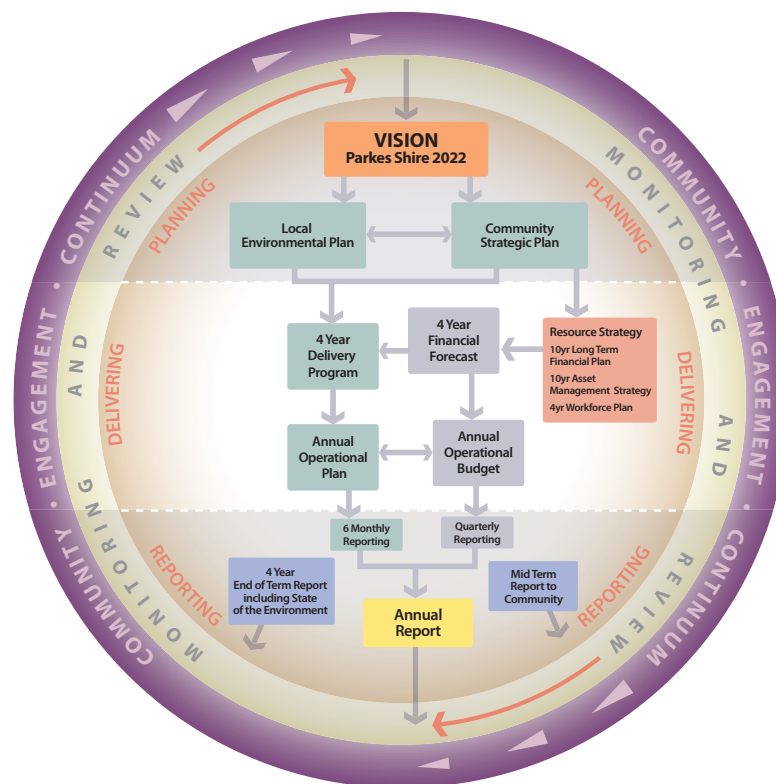 COMMUNITY • ENGAGEMENT • CONTINUUM
COMMUNITY • ENGAGEMENT • CONTINUUM
MONITORING AND REVIEW
MONITORING AND REVIEW
PLANNING
PLANNING
VISION
Parkes Shire 2022
Local
Environmental Plan
Community
Strategic Plan
DELIVERING
DELIVERING
4 Year
Delivery
Program
4 Year
Financial
Forecast
Resource Strategy
10yr Long Term
Financial Plan
10yr Asset
Management Strategy
4yr Workforce Plan
Annual
Operational
Plan
Annual
Operational
Budget
6 Monthly
Reporting
Quarterly
Reporting
REPORTING
REPORTING
4 Year
End of Term Report
including State
of the Environment
Mid Term
Report to
Community
Annual
Report